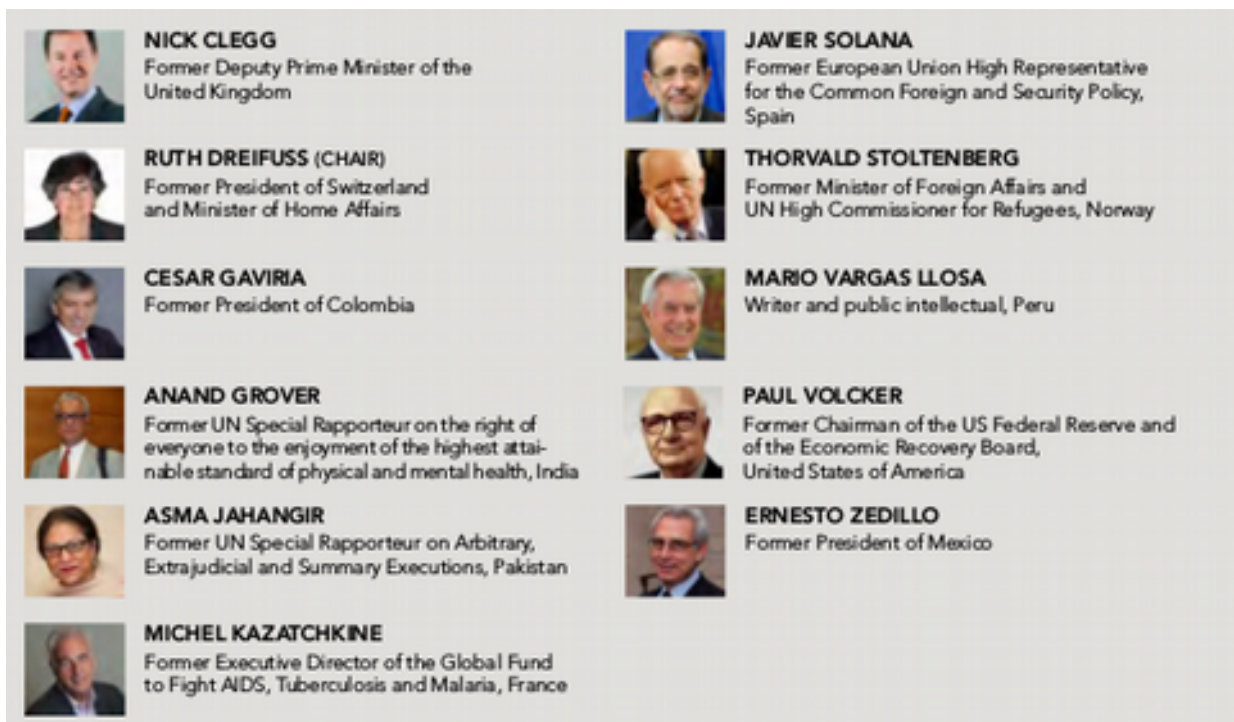 NICK CLEGG
Former Deputy Prime Minister of the
United Kingdom
RUTH DREIFUSS (CHAIR)
Former President of Switzerland
and Minister of Home Affairs
CESAR GAVIRIA
Former President of Colombia
ANAND GROVER
Former UN Special Rapporteur on the right of
everyone to the enjoyment of the highest attai-
nable standard of physical and mental health, India
ASMA JAHANGIR
Former UN Special Rapporteur on Arbitrary,
Extrajudicial and Summary Executions, Pakistan
MICHEL KAZATCHKINE
Former Executive Director of the Global Fund
to Fight AIDS, Tuberculosis and Malaria, France
JAVIER SOLANA
Former European Union High Representative
for the Common Foreign and Security Policy,
Spain
THORVALD STOLTENBERG
Former Minister of Foreign Affairs and
UN High Commissioner for Refugees, Norway
MARIO VARGAS LLOSA
Writer and public intellectual, Peru
PAUL VOLCKER
Former Chairman of the US Federal Reserve and
of the Economic Recovery Board,
United States of America
ERNESTO ZEDILLO
Former President of Mexico